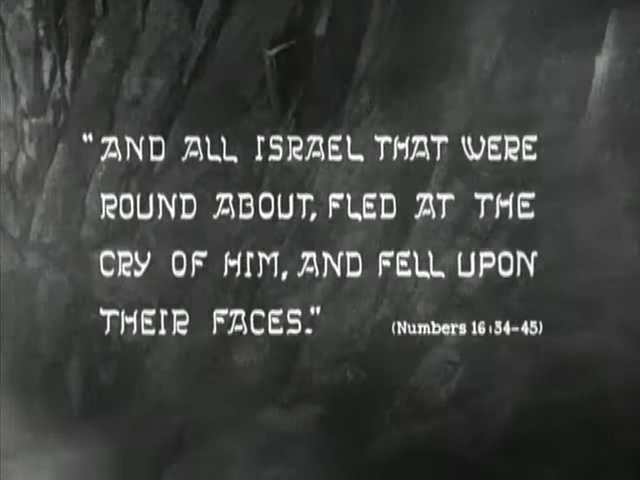 "AND ALL ISRAEL THAT WERE
ROUND ABOUT, FLED AT THE
CRY OF HIM, AND FELL UPON
THEIR FACES." (Numbers 16:34-45)